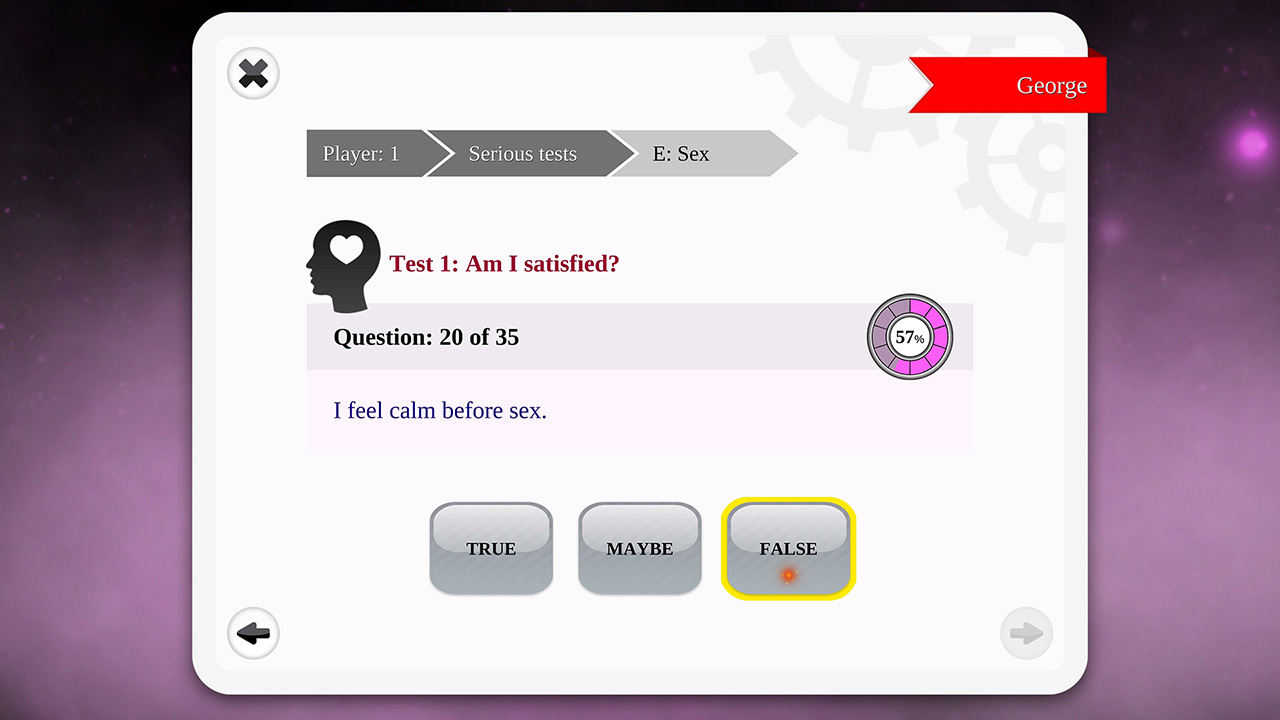 George
Player: 1
Serious tests
E: Sex
Test 1: Am I satisfied?
Question: 20 of 35
57%
I feel calm before sex.
TRUE
MAYBE
FALSE